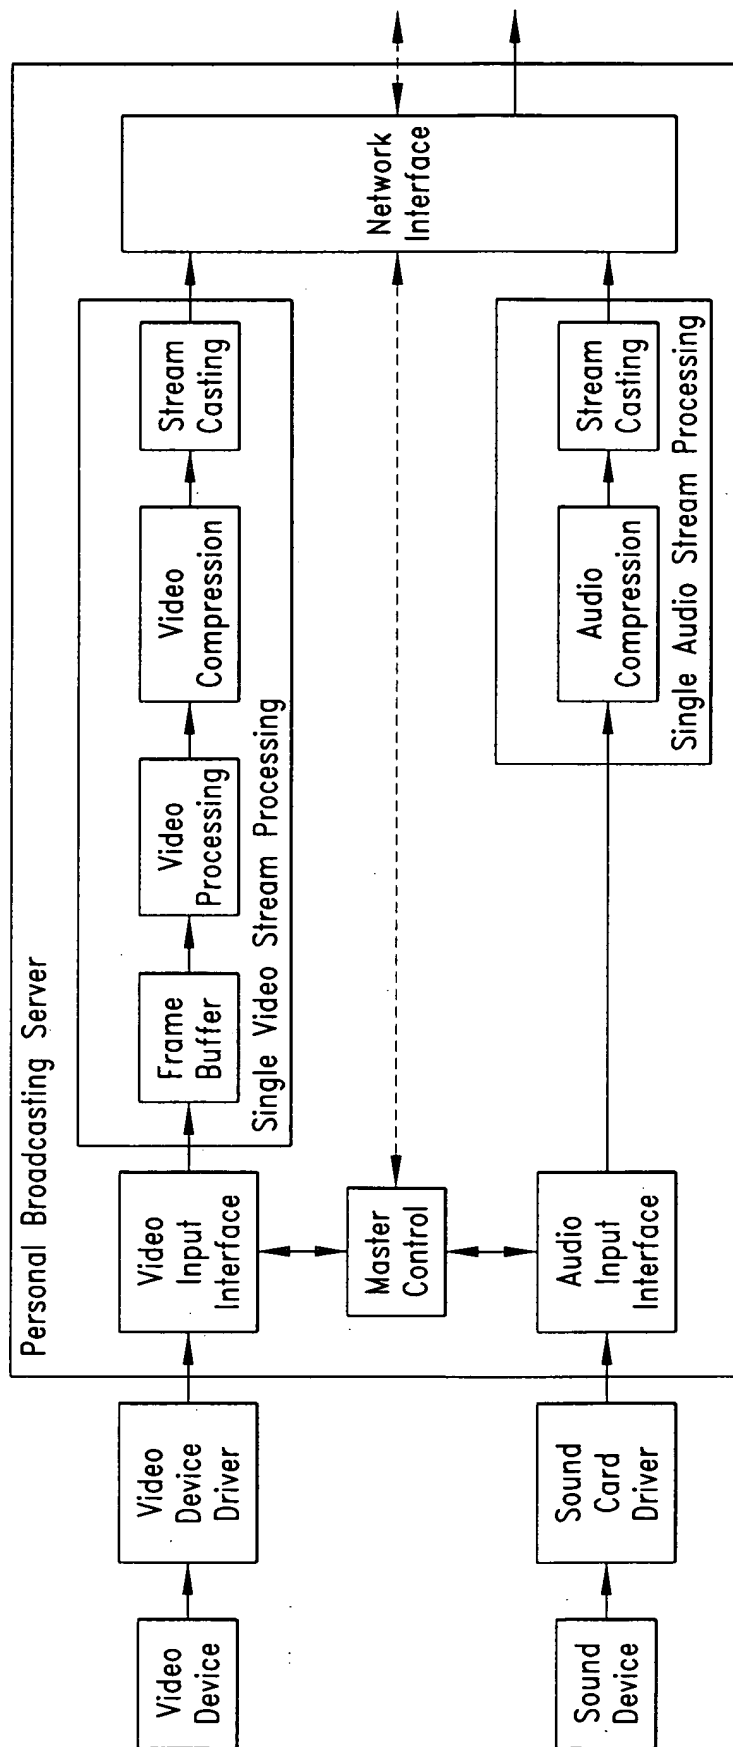 Personal Broadcasting Server
Video
Device
Video
Device
Driver
Video
Input
Interface
Frame
Buffer
Video
Processing
Video
Compression
Stream
Casting
Single Video Stream Processing
Master
Control
Network
Interface
Sound
Device
Sound
Card
Driver
Audio
Input
Interface
Audio
Compression
Stream
Casting
Single Audio Stream Processing